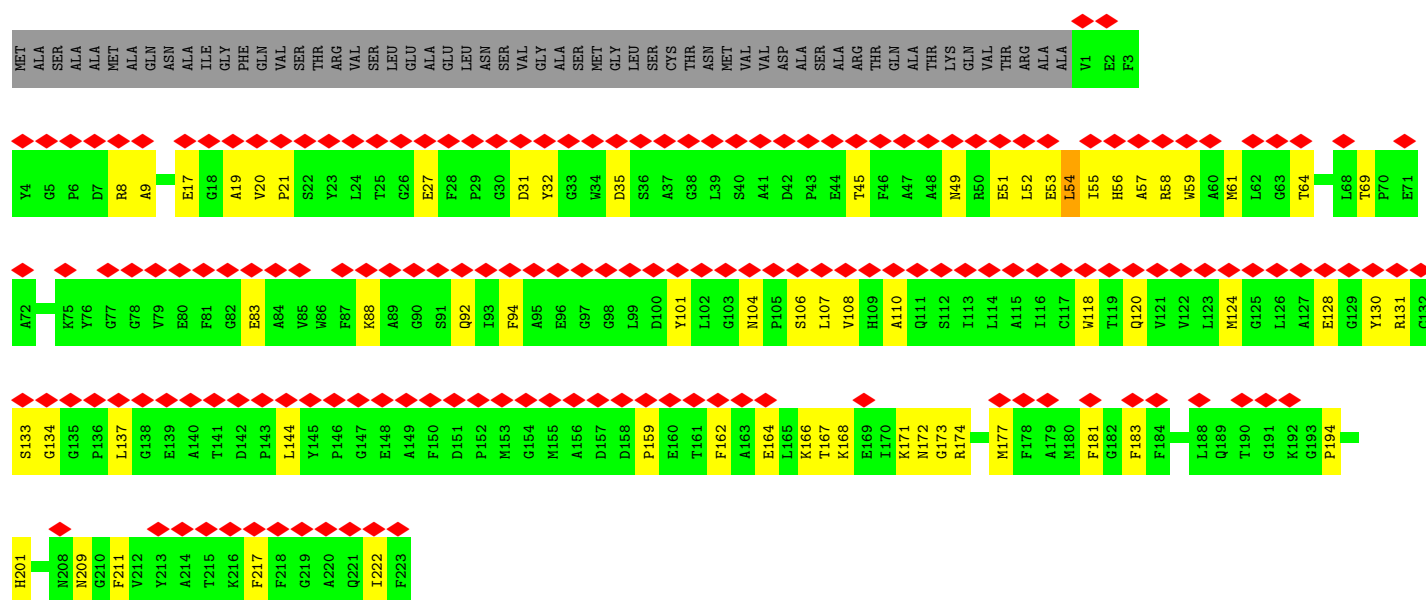 MET ALA SER ALA ALA MET ALA GLN ASN ALA ILE GLY PHE GLN VAL SER THR ARG VAL SER LEU GLU ALA GLU LEU ASN SER VAL GLY ALA SER MET GLY LEU SER CYS THR ASN MET VAL VAL ASP ALA SER ALA ARG THR GLN ALA THR LYS GLN VAL THR ARG ALA ALA V1 E2 F3
Y4 G5 P6 D7 R8 A9 E17 G18 A19 V20 P21 S22 Y23 L24 T25 G26 E27 F28 P29 G30 D31 Y32 G33 W34 D35 S36 A37 G38 L39 S40 A41 D42 P43 E44 T45 F46 A47 A48 N49 R50 E51 L52 E53 L54 I55 H56 A57 R58 W59 A60 M61 L62 G63 T64 L68 T69 P70 E71
A72 K75 Y76 G77 G78 V79 E80 F81 G82 E83 A84 V85 W86 F87 K88 A89 G90 S91 Q92 I93 F94 A95 E96 G97 G98 L99 D100 Y101 L102 G103 N104 P105 S106 L107 V108 H109 A110 Q111 S112 I113 L114 A115 I116 C117 W118 T119 Q120 V121 V122 L123 M124 G125 L126 A127 E128 G129 Y130 R131 C132
S133 G134 G135 P136 L137 G138 E139 A140 T141 D142 P143 L144 Y145 P146 G147 E148 A149 F150 D151 P152 M153 G154 M155 A156 D157 D158 P159 E160 T161 F162 A163 E164 L165 K166 T167 K168 E169 I170 K171 N172 G173 R174 M177 F178 A179 M180 F181 G182 F183 F184 L188 Q189 T190 G191 K192 G193 P194
H201 N208 N209 G210 F211 V212 Y213 A214 T215 K216 F217 F218 G219 A220 Q221 I222 F223